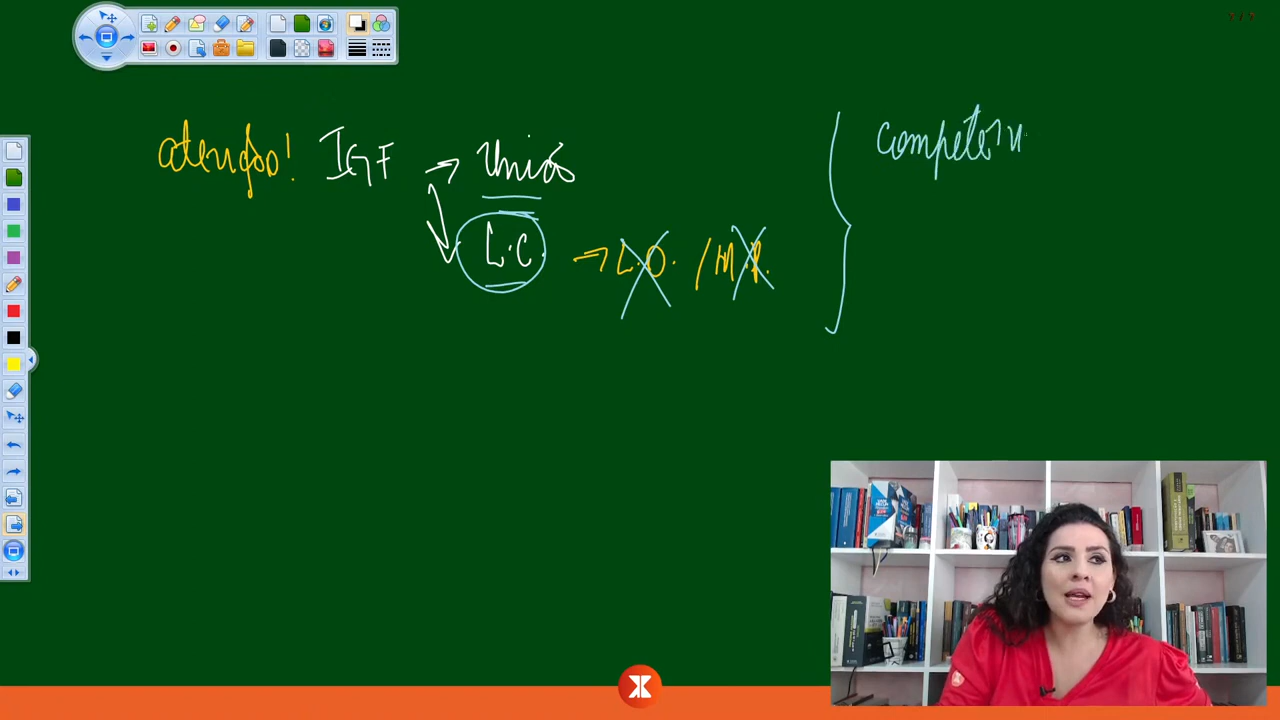 atenção! IGF → União
L.C. → L.O. / M.P.
competên